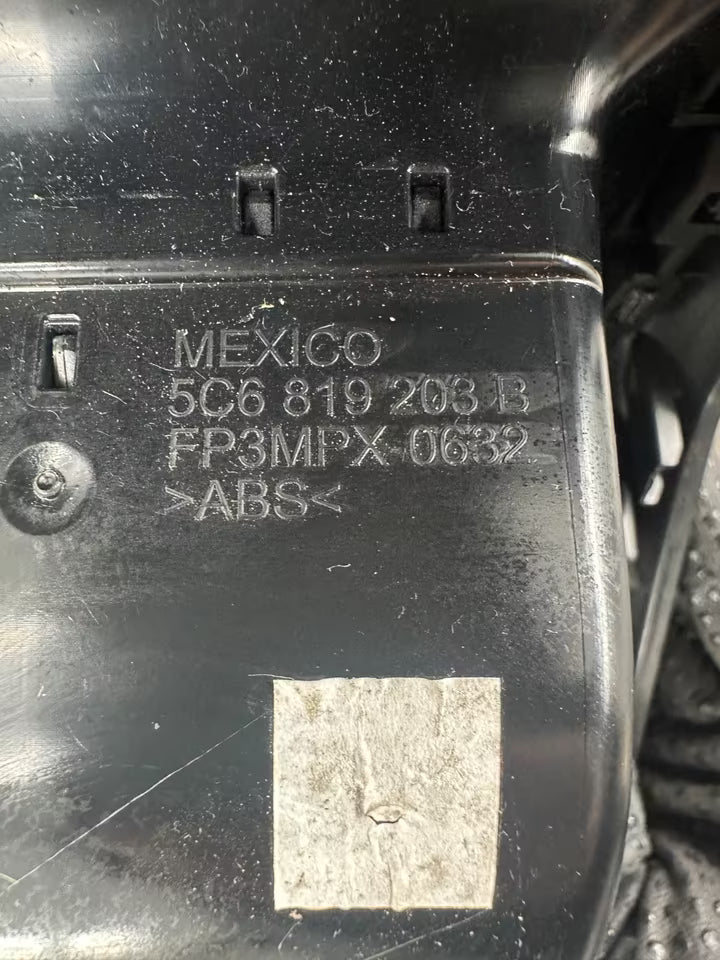 MEXICO
5C6 819 203 B
FP3MPX 0632
>ABS<